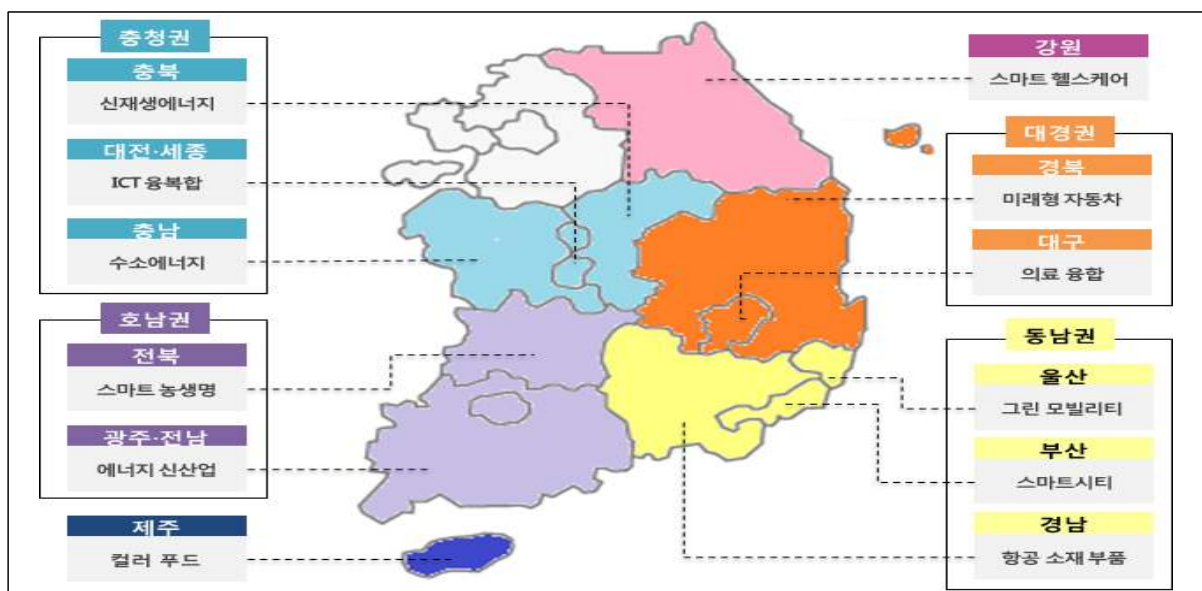 충청권
충북
신재생에너지
대전·세종
ICT 융복합
충남
수소에너지
호남권
전북
스마트 농생명
광주·전남
에너지 신산업
제주
컬러 푸드
강원
스마트 헬스케어
대경권
경북
미래형 자동차
대구
의료 융합
동남권
울산
그린 모빌리티
부산
스마트시티
경남
항공 소재 부품